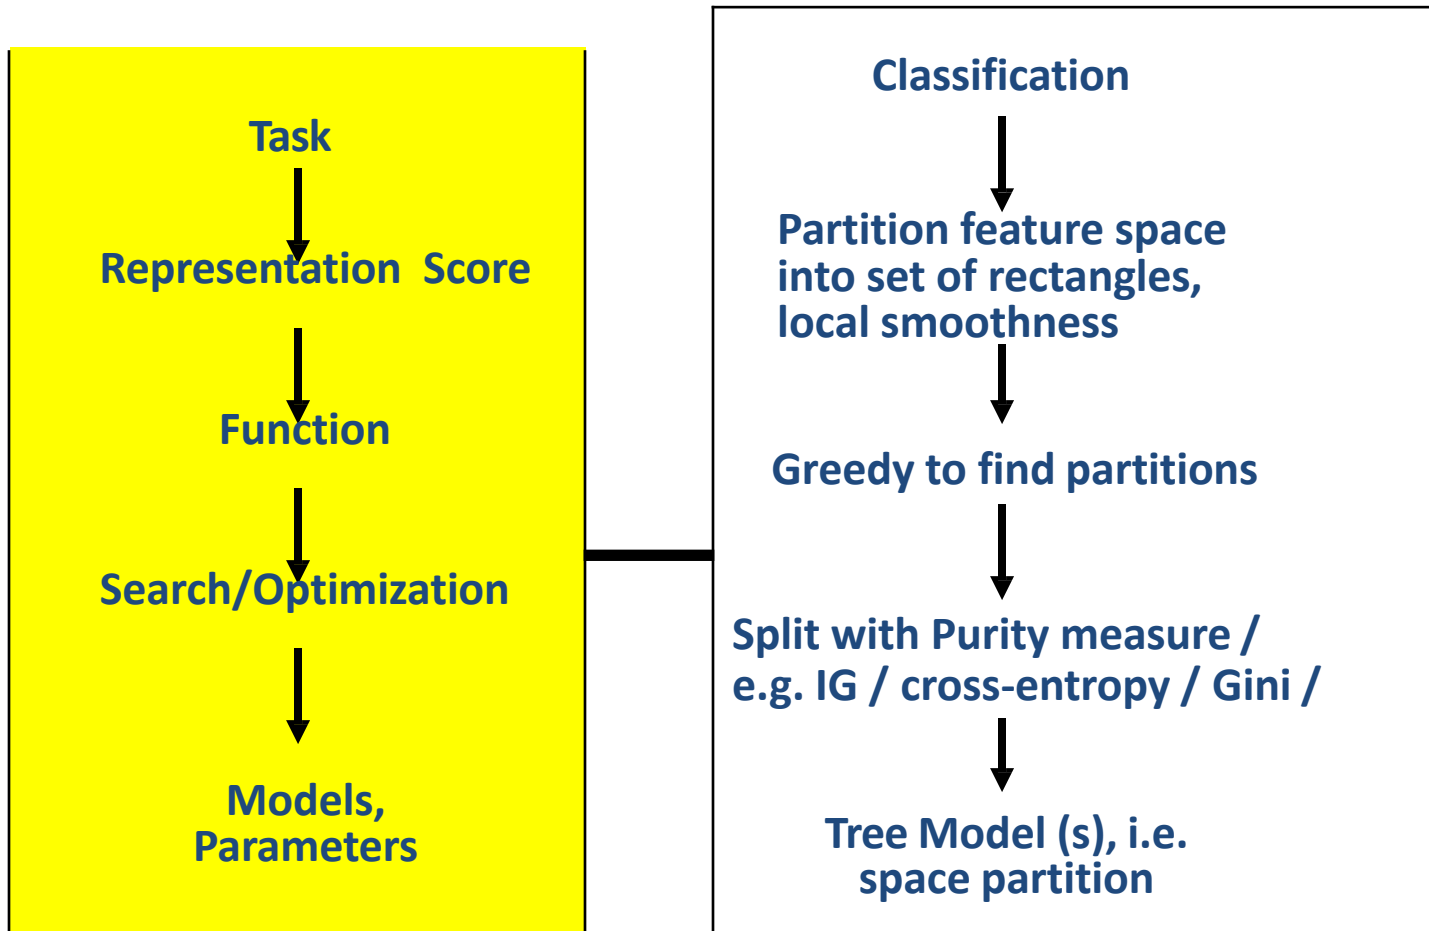 Task
Representation Score
Function
Search/Optimization
Models,
Parameters
Classification
Partition feature space
into set of rectangles,
local smoothness
Greedy to find partitions
Split with Purity measure /
e.g. IG / cross-entropy / Gini /
Tree Model (s), i.e.
space partition